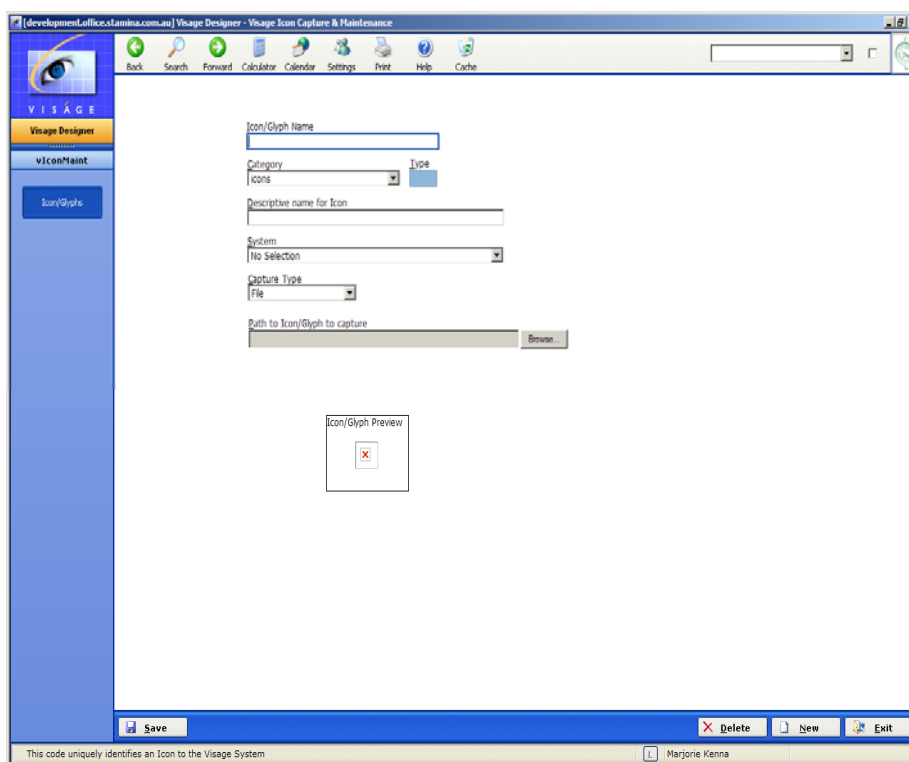 [development.office.stamina.com.au] Visage Designer - Visage Icon Capture & Maintenance
Back Search Forward Calculator Calendar Settings Print Help Cache
VISÁGE
Visage Designer
vIconMaint
Icon/Glyphs
Icon/Glyph Name
Category Type
icons
Descriptive name for Icon
System
No Selection
Capture Type
File
Path to Icon/Glyph to capture
Browse...
Icon/Glyph Preview
Save Delete New Exit
This code uniquely identifies an Icon to the Visage System L Marjorie Kenna